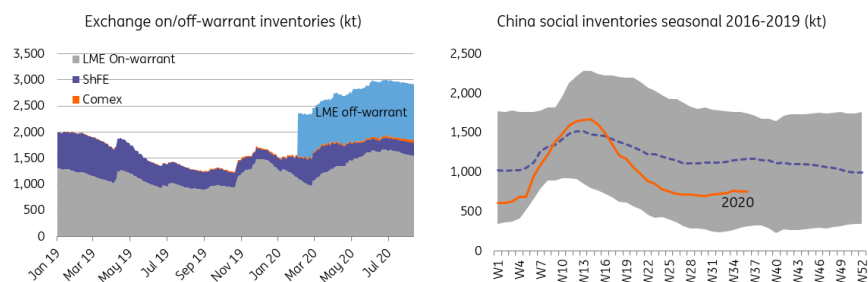 Exchange on/off-warrant inventories (kt)
3,500
3,000
2,500
2,000
1,500
1,000
500
0
LME On-warrant
ShFE
Comex
LME off-warrant
Jan 19
Mar 19
May 19
Jul 19
Sep 19
Nov 19
Jan 20
Mar 20
May 20
Jul 20
China social inventories seasonal 2016-2019 (kt)
2,500
2,000
1,500
1,000
500
0
2020
W1
W4
W7
W10
W13
W16
W19
W22
W25
W28
W31
W34
W37
W40
W43
W46
W49
W52